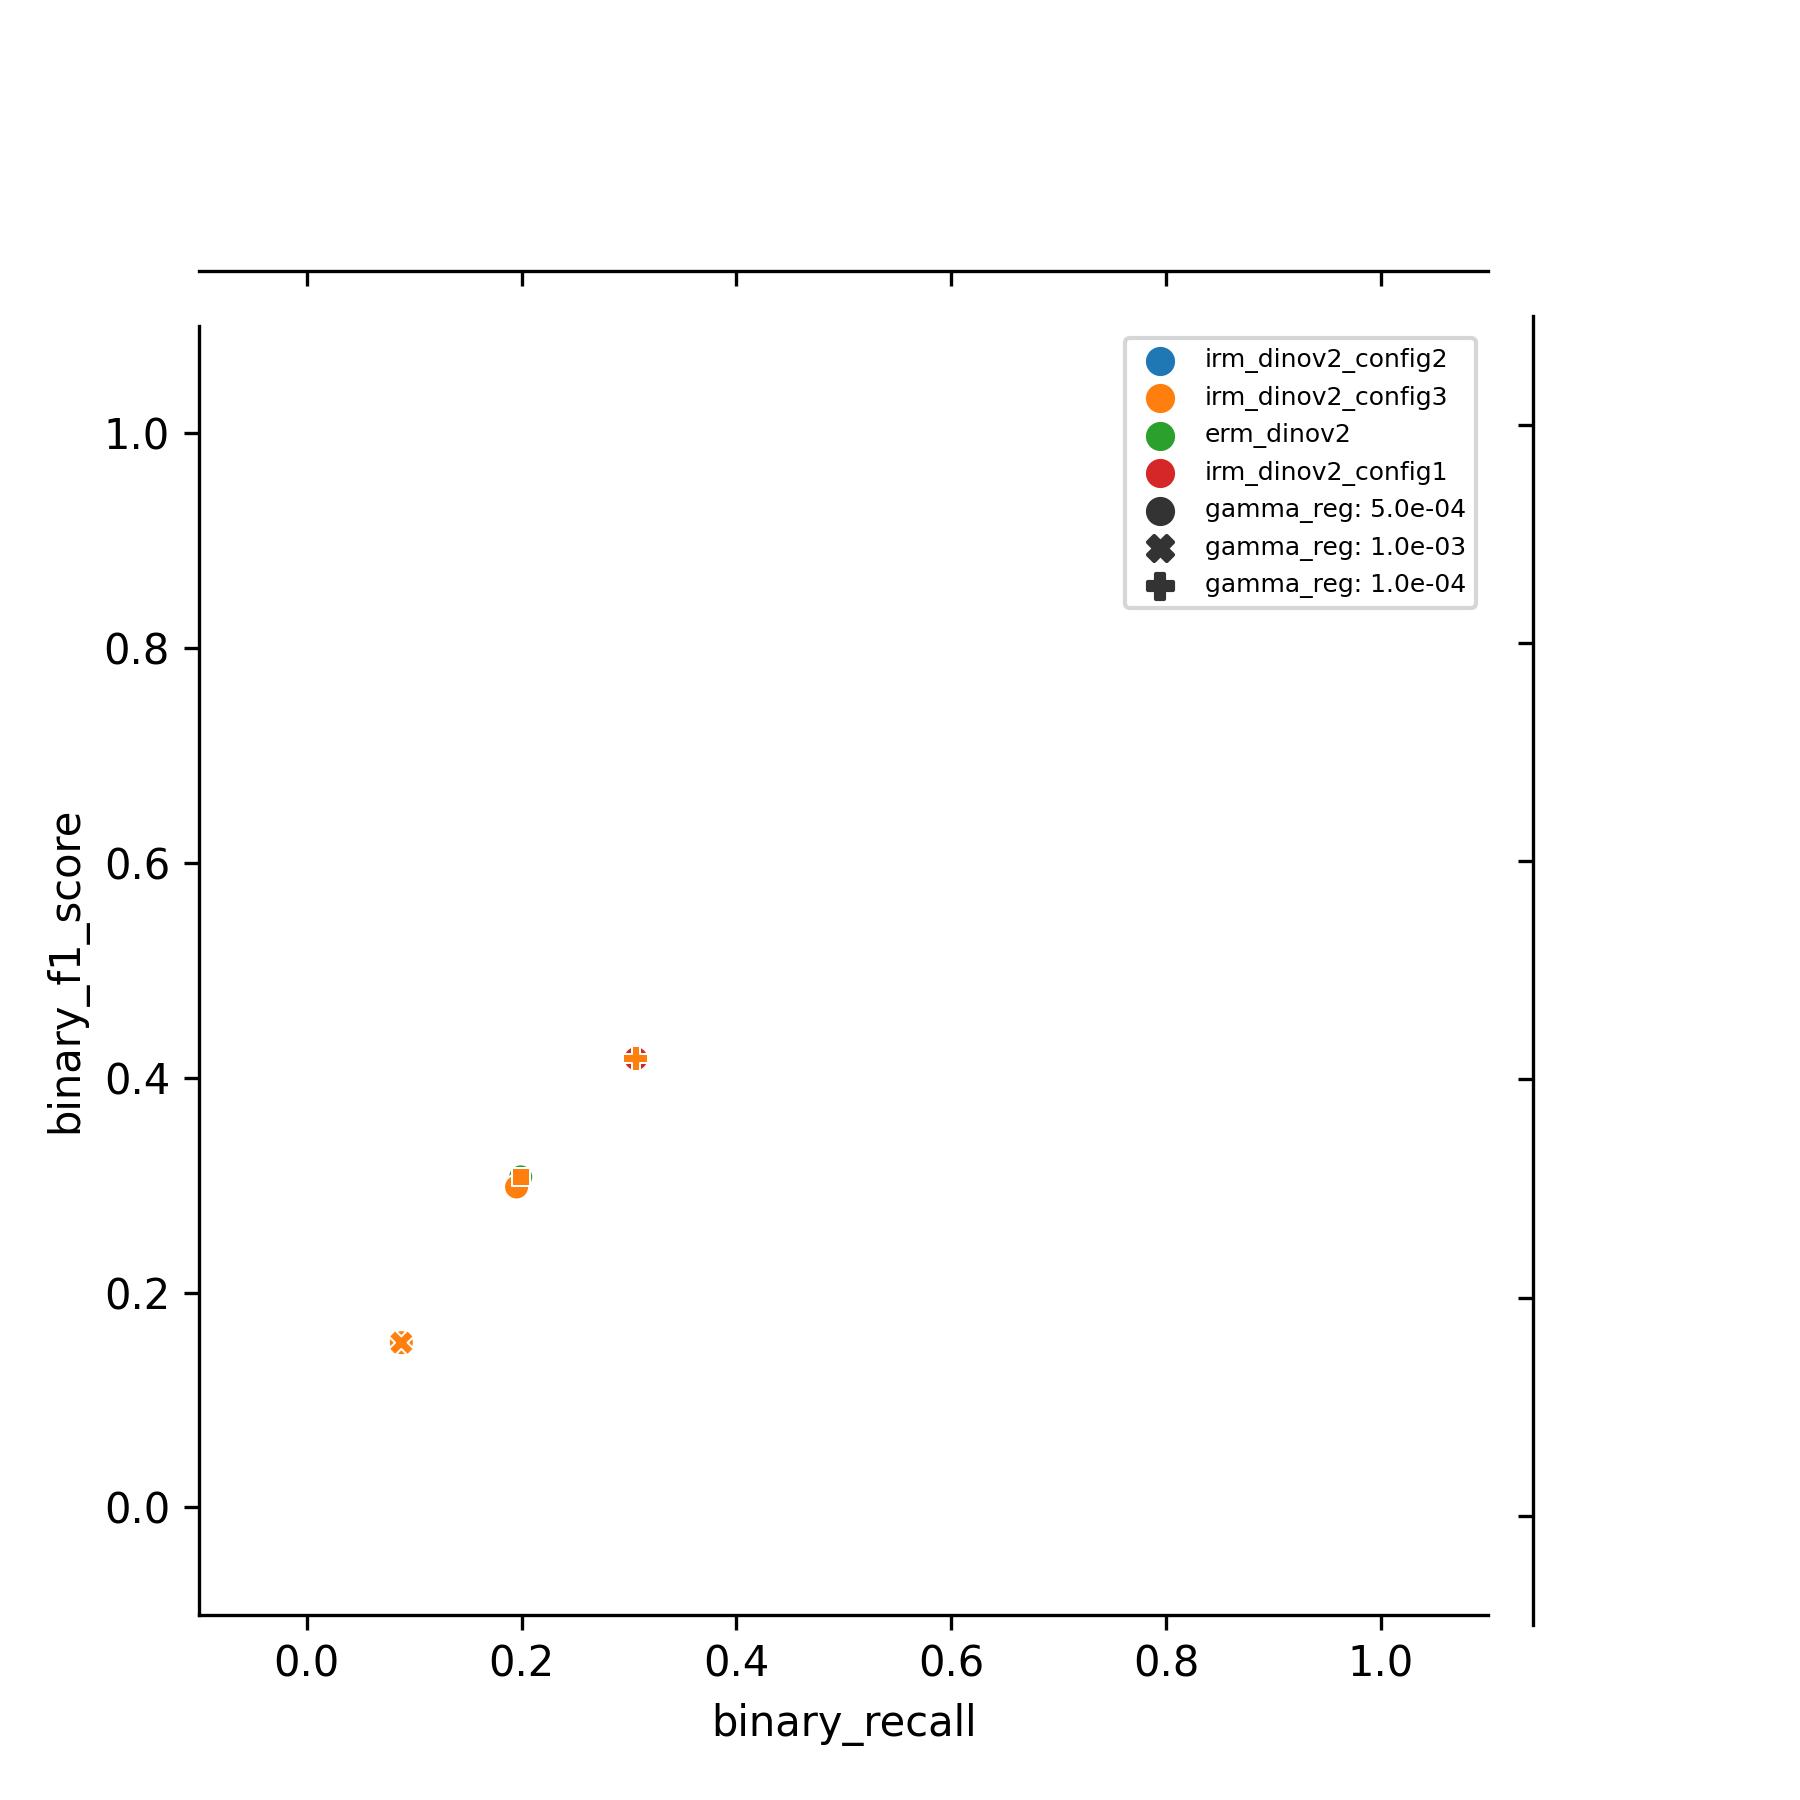 irm_dinov2_config2
irm_dinov2_config3
erm_dinov2
irm_dinov2_config1
gamma_reg: 5.0e-04
gamma_reg: 1.0e-03
gamma_reg: 1.0e-04
1.0
0.8
0.6
0.4
0.2
0.0
binary_f1_score
0.0 0.2 0.4 0.6 0.8 1.0
binary_recall